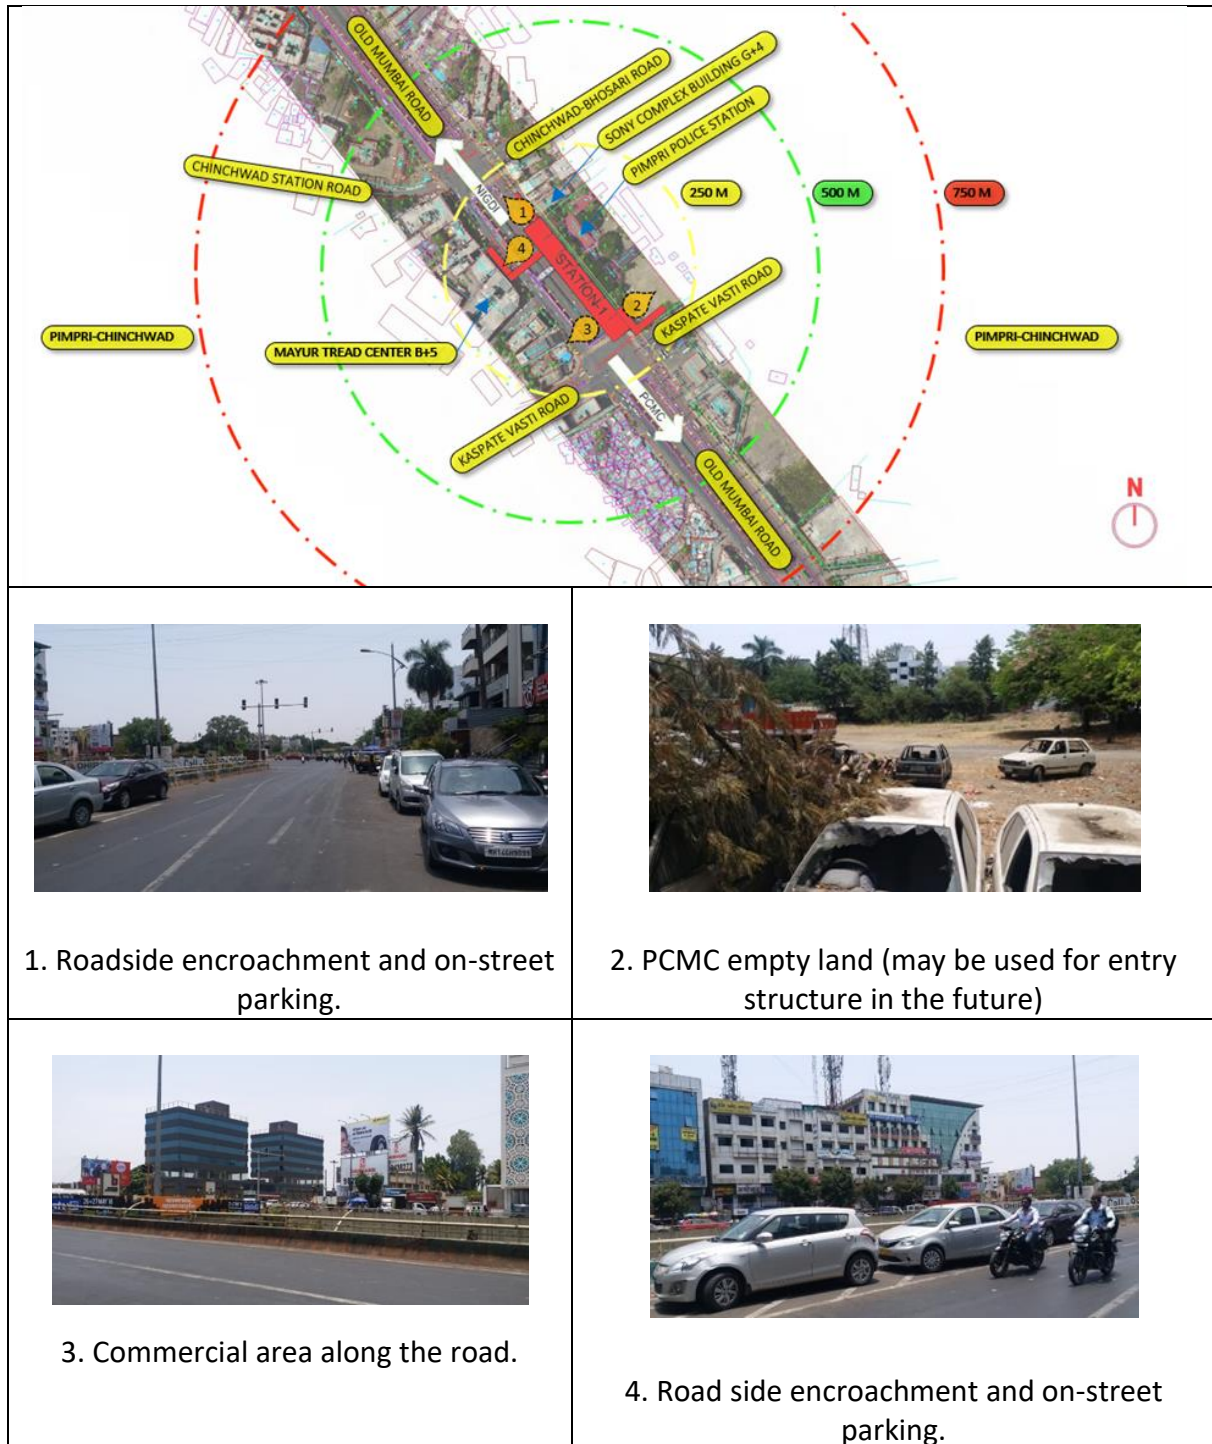 OLD MUMBAI ROAD
CHINCHWAD-BHOSARI ROAD
SONY COMPLEX BUILDING G+4
PIMPRI POLICE STATION
CHINCHWAD STATION ROAD
NIGDI
250 M
500 M
750 M
1
4
STATION-1
2
3
KASPATE VASTI ROAD
PIMPRI-CHINCHWAD
MAYUR TREAD CENTER B+5
PIMPRI-CHINCHWAD
PCMC
KASPATE VASTI ROAD
OLD MUMBAI ROAD
N
1. Roadside encroachment and on-street
parking.
2. PCMC empty land (may be used for entry
structure in the future)
3. Commercial area along the road.
4. Road side encroachment and on-street
parking.